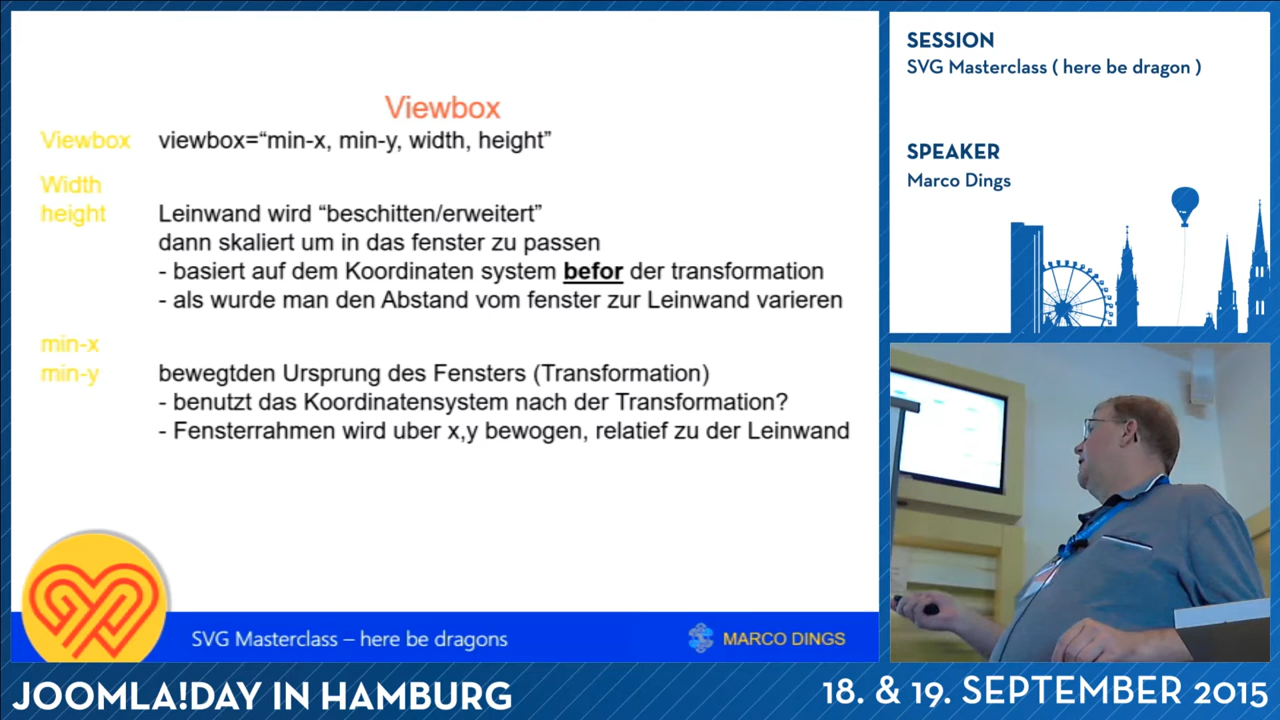 Viewbox
Viewbox viewbox=“min-x, min-y, width, height”
Width
height Leinwand wird “beschitten/erweitert”
dann skaliert um in das fenster zu passen
- basiert auf dem Koordinaten system befor der transformation
- als wurde man den Abstand vom fenster zur Leinwand varieren
min-x
min-y bewegtden Ursprung des Fensters (Transformation)
- benutzt das Koordinatensystem nach der Transformation?
- Fensterrahmen wird uber x,y bewogen, relatief zu der Leinwand
SVG Masterclass – here be dragons
MARCO DINGS
SESSION
SVG Masterclass ( here be dragon )
SPEAKER
Marco Dings
JOOMLA!DAY IN HAMBURG
18. & 19. SEPTEMBER 2015